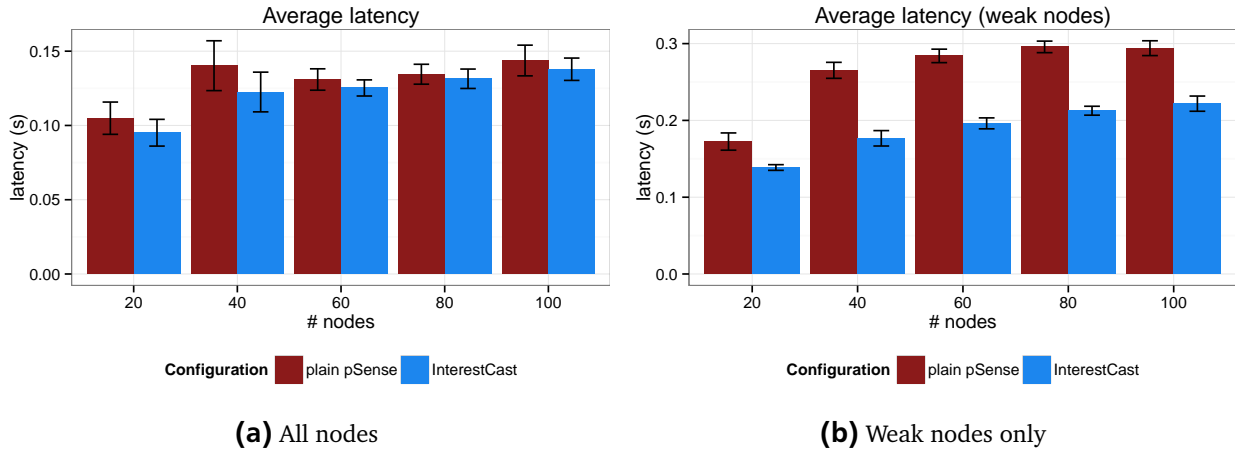 Average latency
latency (s)
0.15
0.10
0.05
0.00
20 40 60 80 100
# nodes
Configuration plain pSense InterestCast
(a) All nodes
Average latency (weak nodes)
latency (s)
0.3
0.2
0.1
0.0
20 40 60 80 100
# nodes
Configuration plain pSense InterestCast
(b) Weak nodes only